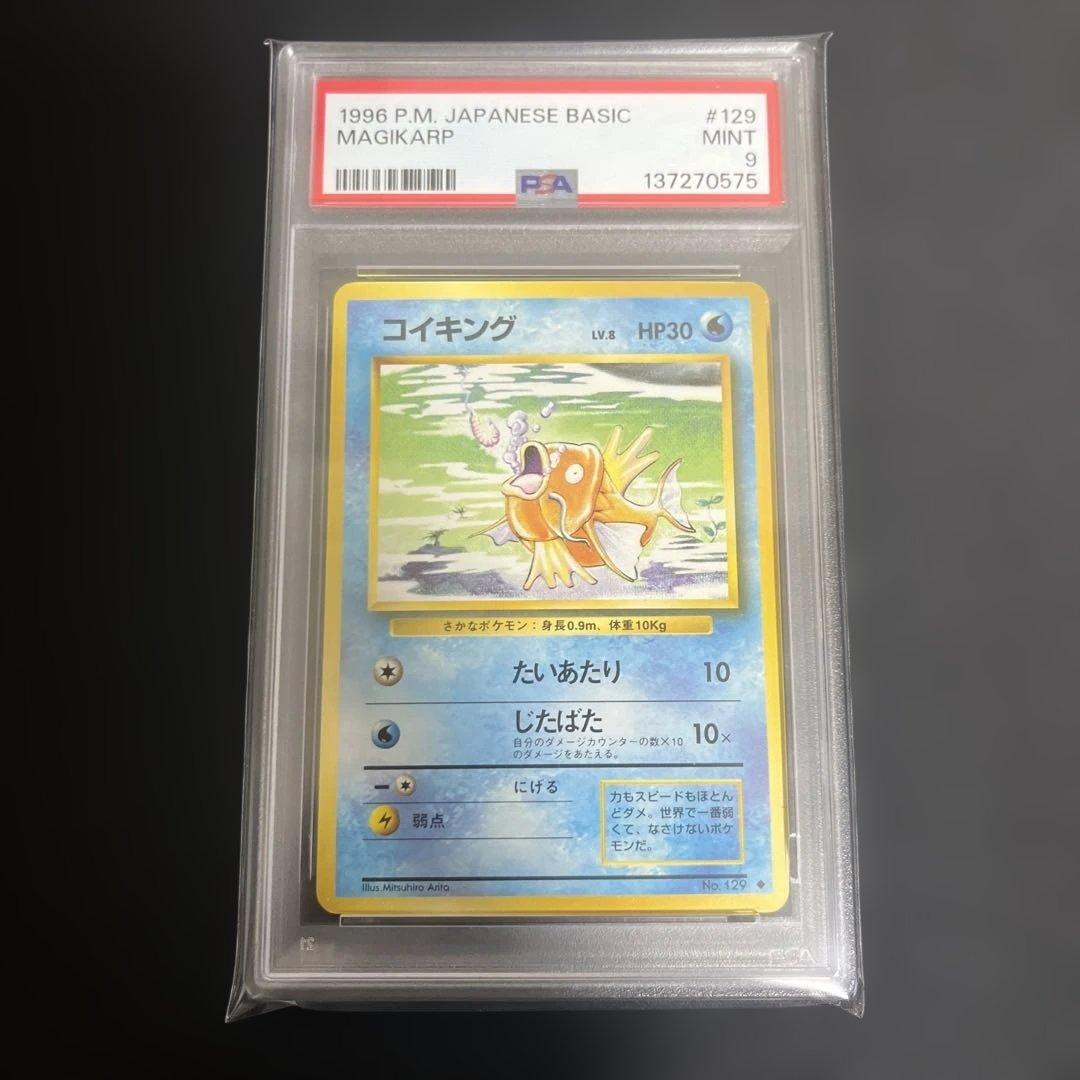 1996 P.M. JAPANESE BASIC #129
MAGIKARP MINT
9
PSA 137270575
コイキング LV.8 HP30
さかなポケモン：身長0.9m、体重10Kg
たいあたり 10
じたばた 10×
自分のダメージカウンターの数×10
のダメージをあたえる。
ー にげる
弱点
力もスピードもほとん
どダメ。世界で一番弱
くて、なさけないポケ
モンだ。
Illus.Mitsuhiro Arita No. 129